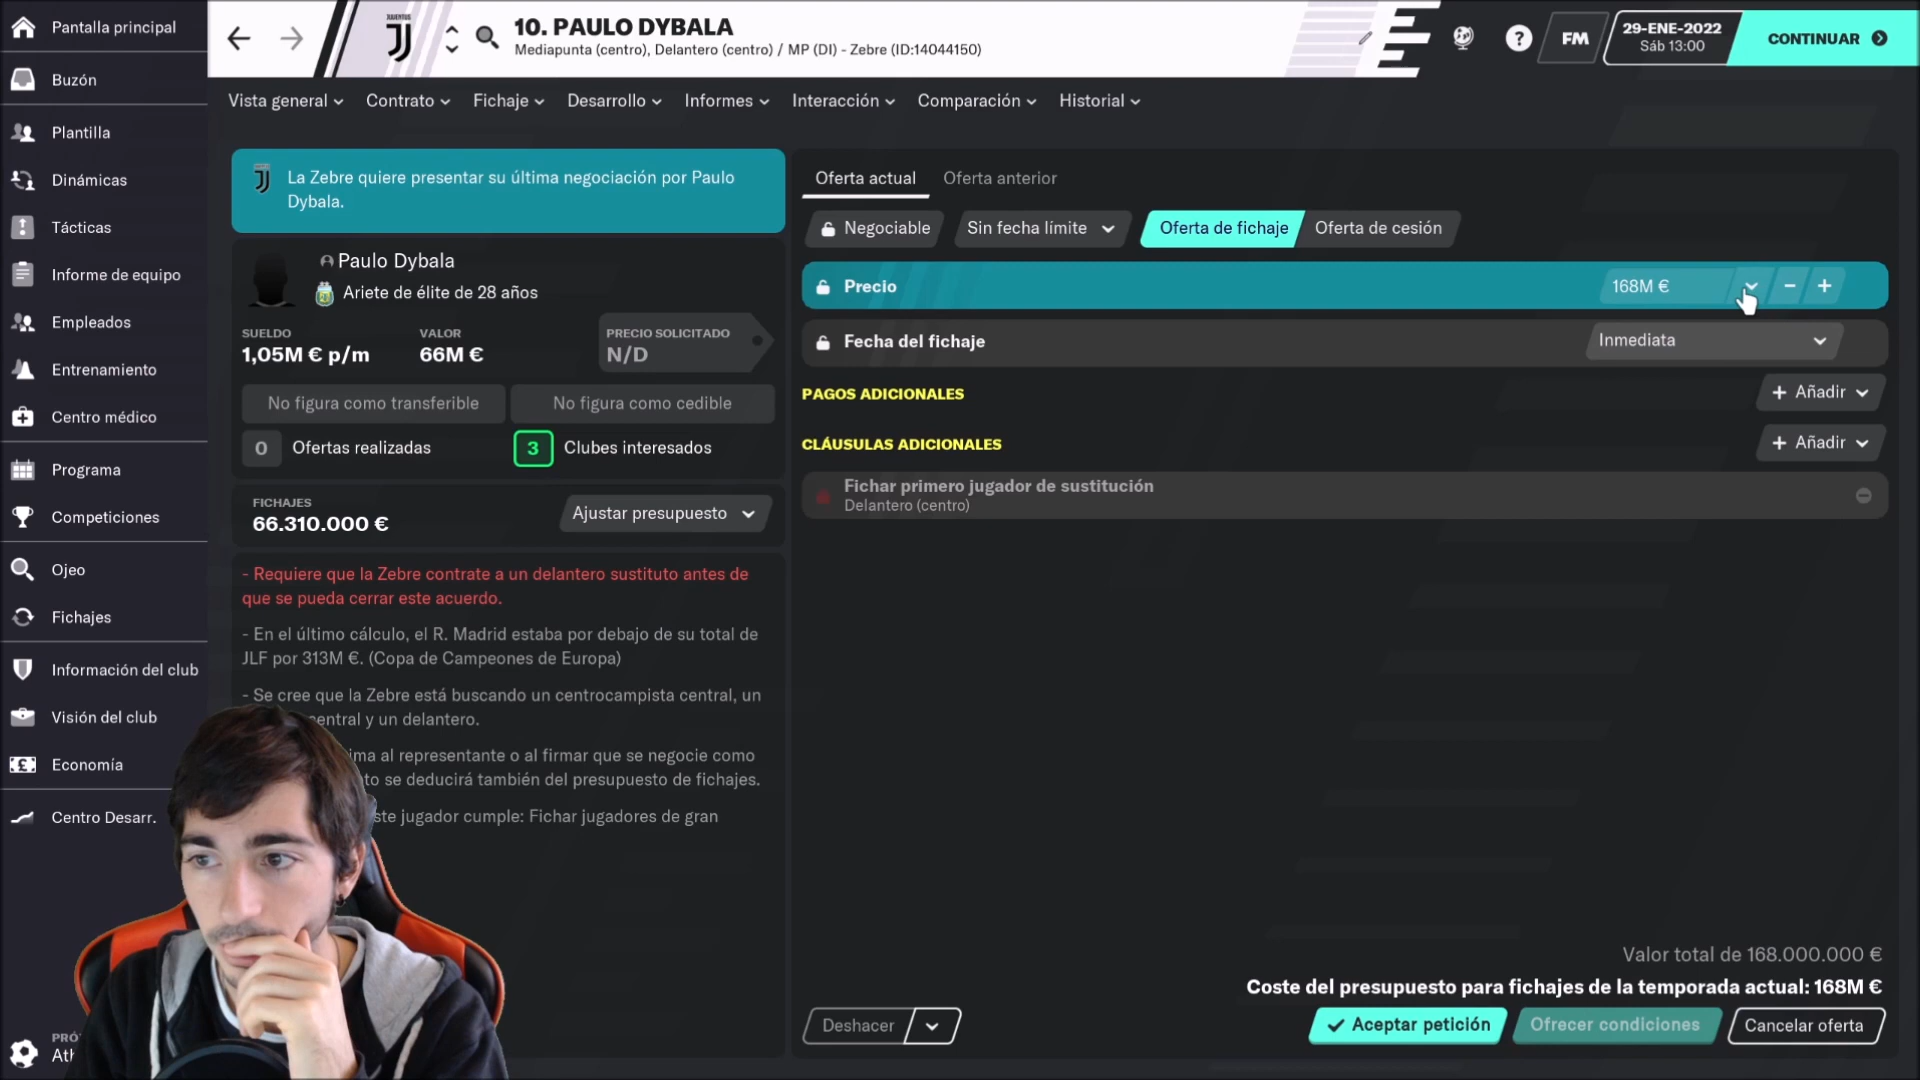 Pantalla principal
Buzón
Plantilla
Dinámicas
Tácticas
Informe de equipo
Empleados
Entrenamiento
Centro médico
Programa
Competiciones
Ojeo
Fichajes
Información del club
Visión del club
Economía
Centro Desarr.
PRÓ
JUVENTUS
10. PAULO DYBALA
Mediapunta (centro), Delantero (centro) / MP (DI) - Zebre (ID:14044150)
?
FM
29-ENE-2022
Sáb 13:00
CONTINUAR
Vista general
Contrato
Fichaje
Desarrollo
Informes
Interacción
Comparación
Historial
La Zebre quiere presentar su última negociación por Paulo
Dybala.
Paulo Dybala
Ariete de élite de 28 años
SUELDO
1,05M € p/m
VALOR
66M €
PRECIO SOLICITADO
N/D
No figura como transferible
No figura como cedible
0 Ofertas realizadas
3 Clubes interesados
FICHAJES
66.310.000 €
Ajustar presupuesto
- Requiere que la Zebre contrate a un delantero sustituto antes de
que se pueda cerrar este acuerdo.
- En el último cálculo, el R. Madrid estaba por debajo de su total de
JLF por 313M €. (Copa de Campeones de Europa)
- Se cree que la Zebre está buscando un centrocampista central, un
central y un delantero.
al representante o al firmar que se negocie como
se deducirá también del presupuesto de fichajes.
jugador cumple: Fichar jugadores de gran
Oferta actual
Oferta anterior
Negociable
Sin fecha límite
Oferta de fichaje
Oferta de cesión
Precio
168M €
- +
Fecha del fichaje
Inmediata
PAGOS ADICIONALES
+ Añadir
CLÁUSULAS ADICIONALES
+ Añadir
Fichar primero jugador de sustitución
Delantero (centro)
Valor total de 168.000.000 €
Coste del presupuesto para fichajes de la temporada actual: 168M €
Deshacer
Aceptar petición
Ofrecer condiciones
Cancelar oferta